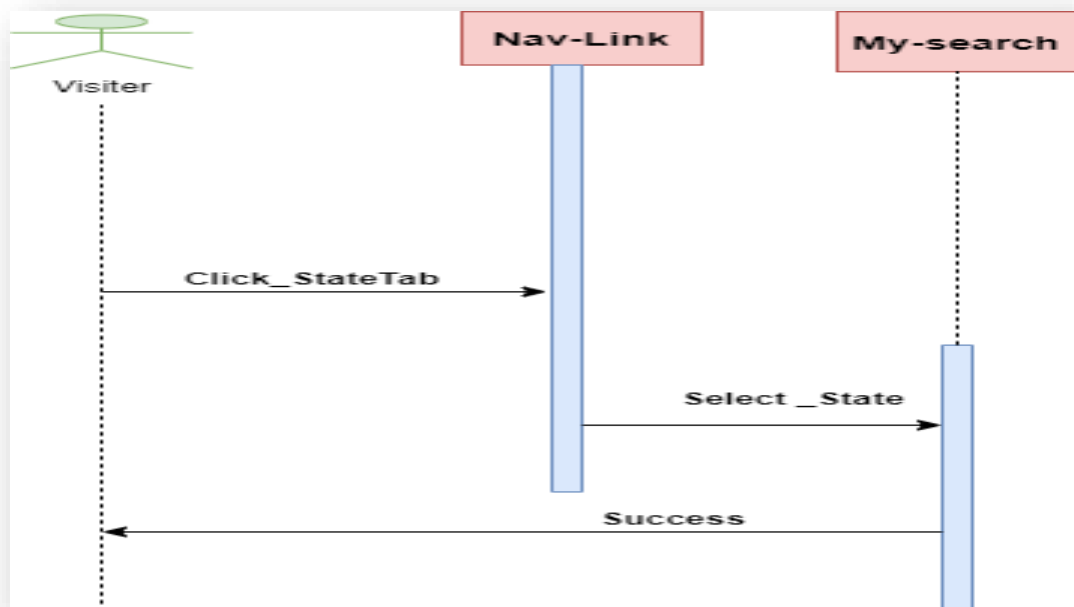 Nav-Link
My-search
Visiter
Click_StateTab
Select _State
Success